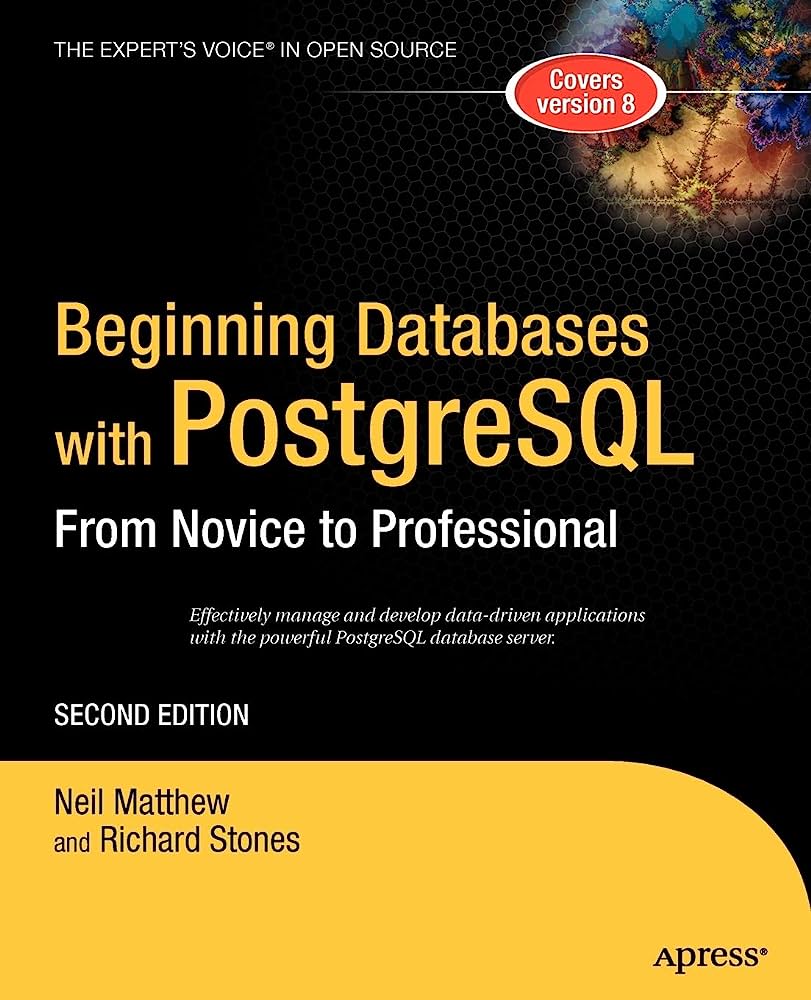 THE EXPERT'S VOICE® IN OPEN SOURCE
Covers
version 8
Beginning Databases
with PostgreSQL
From Novice to Professional
Effectively manage and develop data-driven applications
with the powerful PostgreSQL database server.
SECOND EDITION
Neil Matthew
and Richard Stones
Apress®